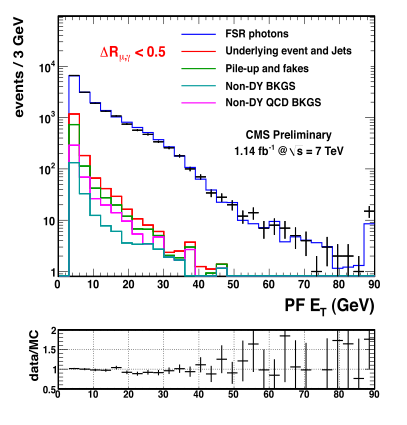 events / 3 GeV
10⁴
10³
10²
10
1
ΔR_μ,γ < 0.5
FSR photons
Underlying event and Jets
Pile-up and fakes
Non-DY BKGS
Non-DY QCD BKGS
CMS Preliminary
1.14 fb⁻¹ @ √s = 7 TeV
0 10 20 30 40 50 60 70 80 90
PF E_T (GeV)
data/MC
2
1.5
1
0.5
0 10 20 30 40 50 60 70 80 90